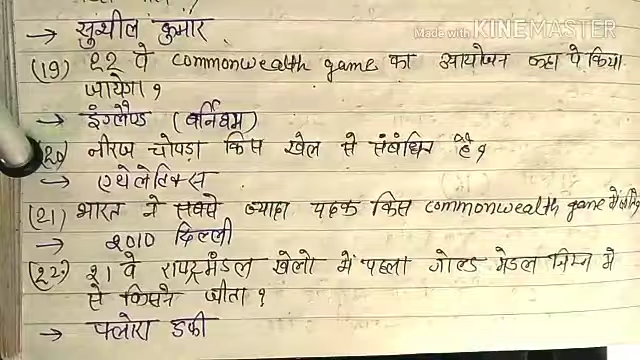 Made with KINEMASTER
→ सुशील कुमार
(19) 22 वे commonwealth game का आयोजन कहा पे किया
जायेगा ?
→ इंग्लैण्ड (बर्निघम)
(20) नीरज चोपड़ा किस खेल से संबंधित है ?
→ एथेलेटिक्स
(21) भारत ने सबसे ज्यादा पदक किस commonwealth game में
→ 2010 दिल्ली
(22) 21 वे राष्ट्रमंडल खेलो में पहला गोल्ड मेडल निम्न मे
से किसने जीता ?
→ फ्लोरा डफी